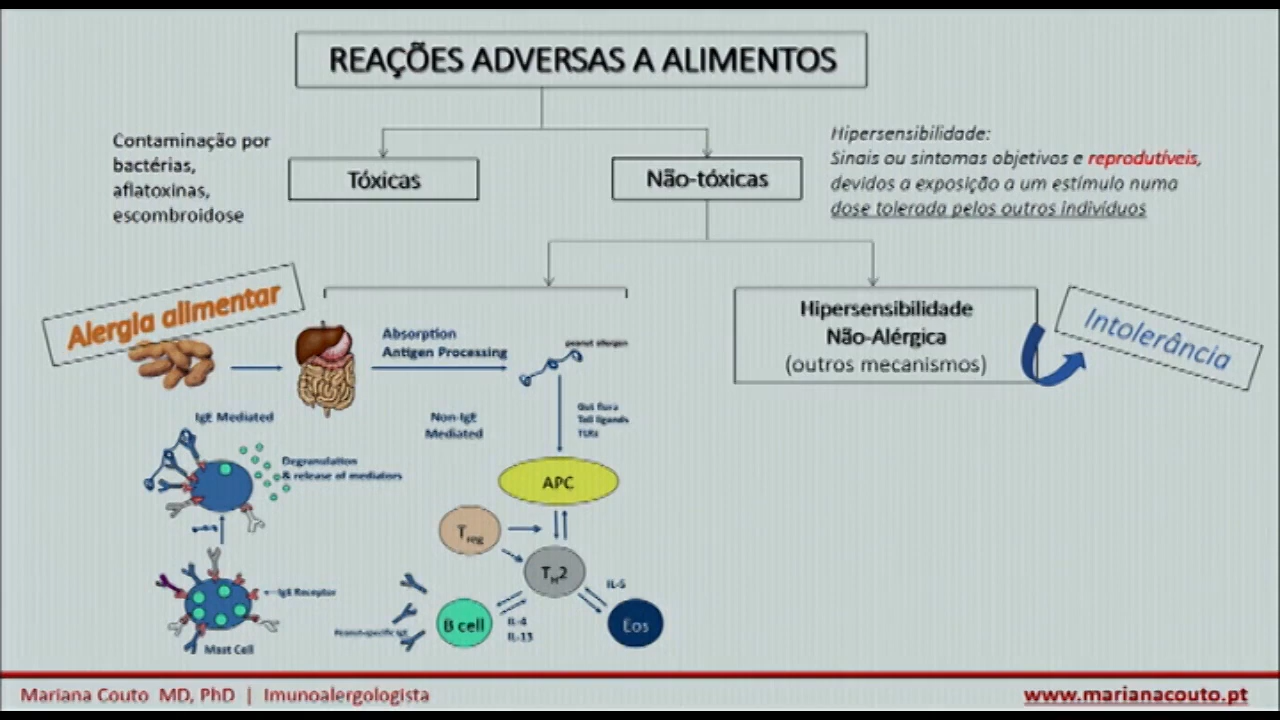 REAÇÕES ADVERSAS A ALIMENTOS
Contaminação por
bactérias,
aflatoxinas,
escombroidose
Tóxicas
Não-tóxicas
Hipersensibilidade:
Sinais ou sintomas objetivos e reprodutíveis,
devidos a exposição a um estímulo numa
dose tolerada pelos outros indivíduos
Alergia alimentar
Absorption
Antigen Processing
peanut allergen
Hipersensibilidade
Não-Alérgica
(outros mecanismos)
Intolerância
IgE Mediated
Non-IgE
Mediated
Gut flora
Toll ligands
TLRs
Degranulation
& release of mediators
APC
Treg
TH2
IL-5
IgE Receptor
Peanut-specific IgE
B cell
IL-4
IL-13
Eos
Mast Cell
Mariana Couto MD, PhD | Imunoalergologista
www.marianacouto.pt